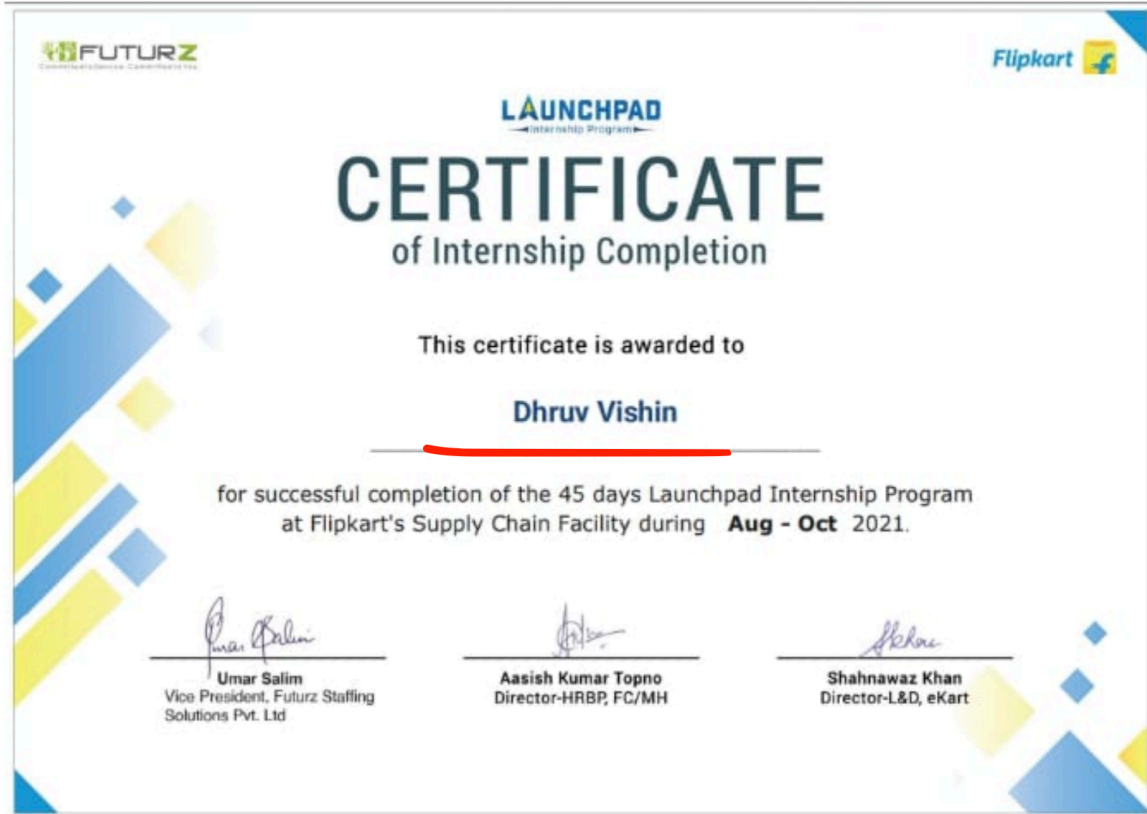 FUTURZ
Flipkart
LAUNCHPAD
Internship Program
CERTIFICATE
of Internship Completion
This certificate is awarded to
Dhruv Vishin
for successful completion of the 45 days Launchpad Internship Program
at Flipkart's Supply Chain Facility during Aug - Oct 2021.
Umar Salim
Aasish Kumar Topno
Shahnawaz Khan
Vice President, Futurz Staffing
Director-HRBP, FC/MH
Director-L&D, eKart
Solutions Pvt. Ltd